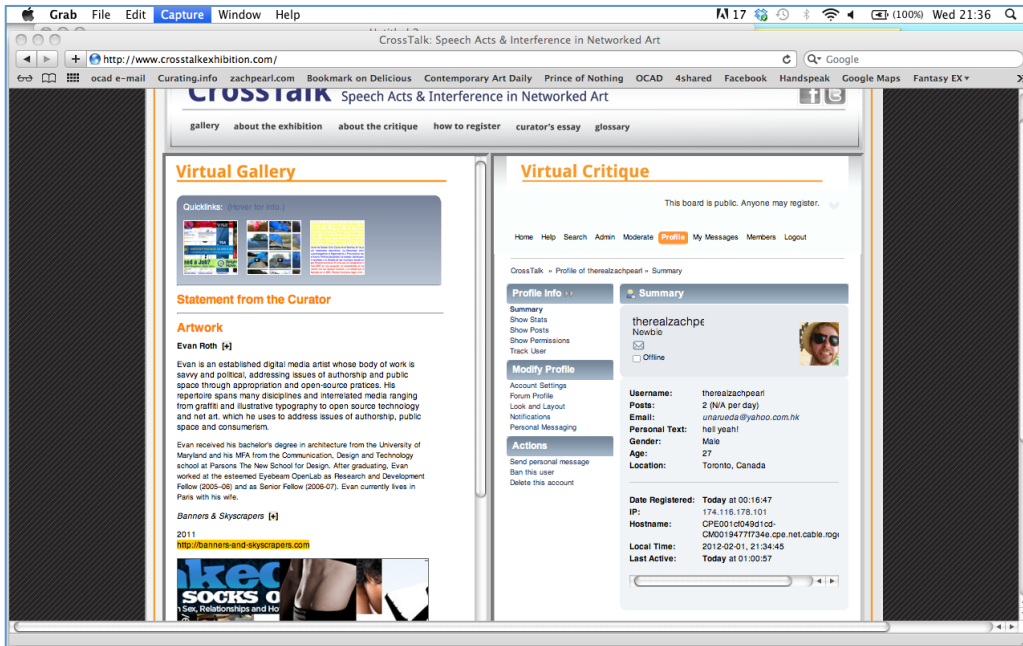 Grab File Edit Capture Window Help 17 (100%) Wed 21:36
CrossTalk: Speech Acts & Interference in Networked Art
http://www.crosstalkexhibition.com/ Google
ocad e-mail Curating.info zachpearl.com Bookmark on Delicious Contemporary Art Daily Prince of Nothing OCAD 4shared Facebook Handspeak Google Maps Fantasy EX
CrossTalk Speech Acts & Interference in Networked Art
gallery about the exhibition about the critique how to register curator's essay glossary
Virtual Gallery
Quicklinks: (Hover for Info.)
Statement from the Curator
Artwork
Evan Roth [+]
Evan is an established digital media artist whose body of work is
savvy and political, addressing issues of authorship and public
space through appropriation and open-source pratices. His
repertoire spans many disiciplines and interrelated media ranging
from graffiti and illustrative typography to open source technology
and net art. which he uses to address issues of authorship, public
space and consumerism.
Evan received his bachelor's degree in architecture from the University of
Maryland and his MFA from the Communication, Design and Technology
school at Parsons The New School for Design. After graduating, Evan
worked at the esteemed Eyebeam OpenLab as Research and Development
Fellow (2005–06) and as Senior Fellow (2006-07). Evan currently lives in
Paris with his wife.
Banners & Skyscrapers [+]
2011
http://banners-and-skyscrapers.com
aked
SOCKS O
n Sex, Relationships and Ho
Virtual Critique
This board is public. Anyone may register.
Home Help Search Admin Moderate Profile My Messages Members Logout
CrossTalk » Profile of therealzachpearl » Summary
Profile Info
Summary
Show Stats
Show Posts
Show Permissions
Track User
Modify Profile
Account Settings
Forum Profile
Look and Layout
Notifications
Personal Messaging
Actions
Send personal message
Ban this user
Delete this account
Summary
therealzachpe
Newbie
Offline
Username: therealzachpearl
Posts: 2 (N/A per day)
Email: unarueda@yahoo.com.hk
Personal Text: hell yeah!
Gender: Male
Age: 27
Location: Toronto, Canada
Date Registered: Today at 00:16:47
IP: 174.116.178.101
Hostname: CPE001cf049d1cd-
CM0019477f734e.cpe.net.cable.rog
Local Time: 2012-02-01, 21:34:45
Last Active: Today at 01:00:57